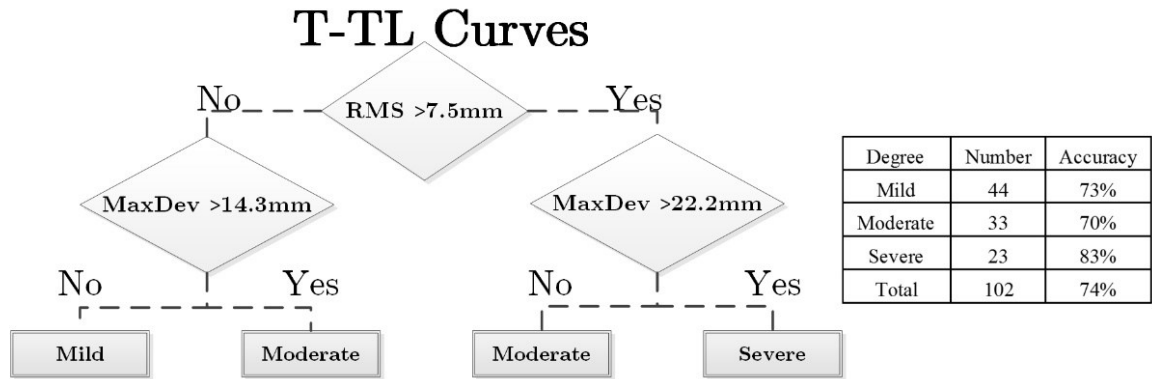 T-TL Curves
No
RMS >7.5mm
Yes
MaxDev >14.3mm
MaxDev >22.2mm
No
Yes
No
Yes
Mild
Moderate
Moderate
Severe
Degree Number Accuracy
Mild 44 73%
Moderate 33 70%
Severe 23 83%
Total 102 74%